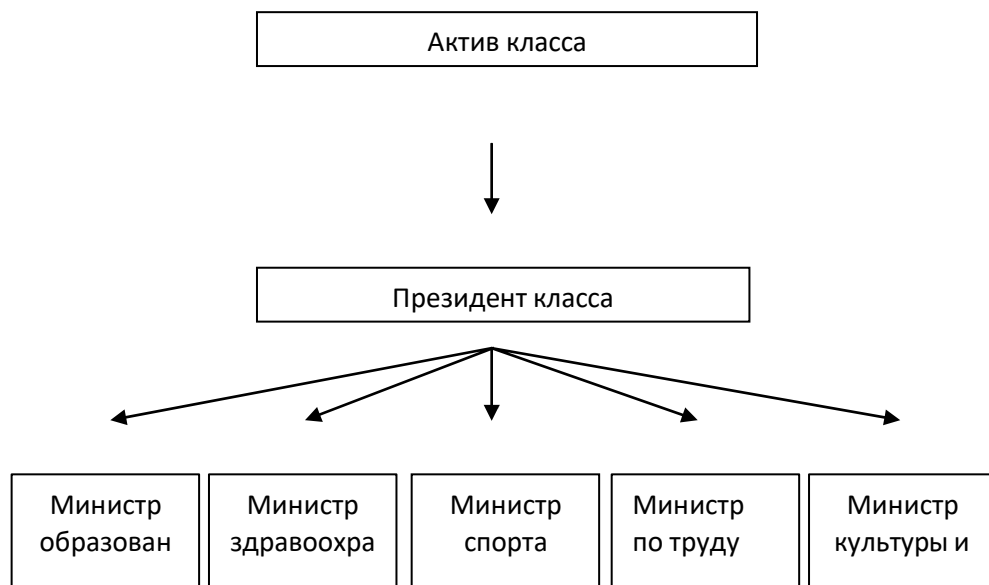 Актив класса
Президент класса
Министр
образован
Министр
здравоохра
Министр
спорта
Министр
по труду
Министр
культуры и